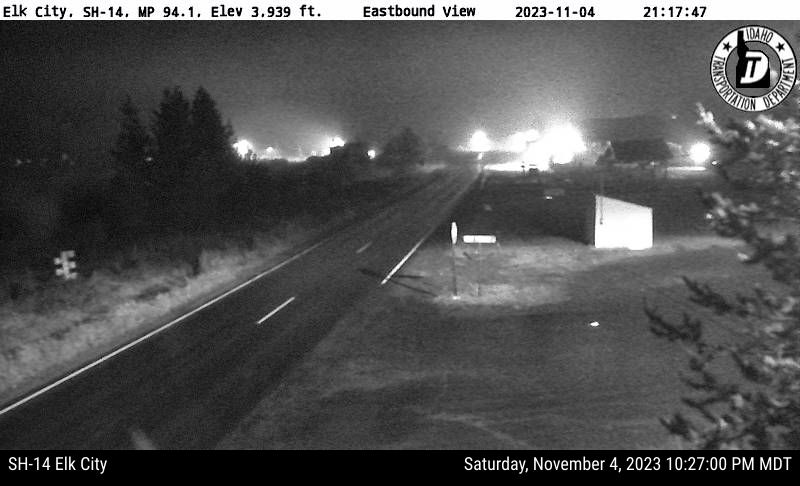 Elk City, SH-14, MP 94.1, Elev 3,939 ft. Eastbound View 2023-11-04 21:17:47
IDAHO
TRANSPORTATION DEPARTMENT
SH-14 Elk City Saturday, November 4, 2023 10:27:00 PM MDT